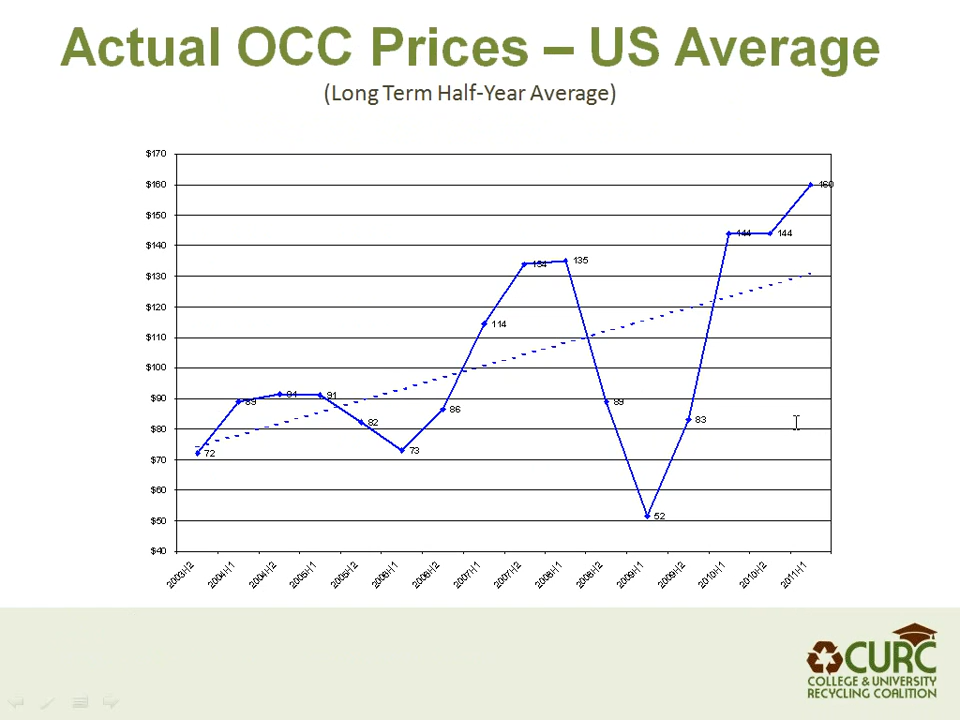 Actual OCC Prices – US Average
(Long Term Half-Year Average)
$170
$160
$150
$140
$130
$120
$110
$100
$90
$80
$70
$60
$50
$40
72
89
91
91
82
73
86
114
134
135
89
52
83
144
144
160
2003H2
2004H1
2004H2
2005H1
2005H2
2006H1
2006H2
2007H1
2007H2
2008H1
2008H2
2009H1
2009H2
2010H1
2010H2
2011H1
CURC
COLLEGE & UNIVERSITY
RECYCLING COALITION